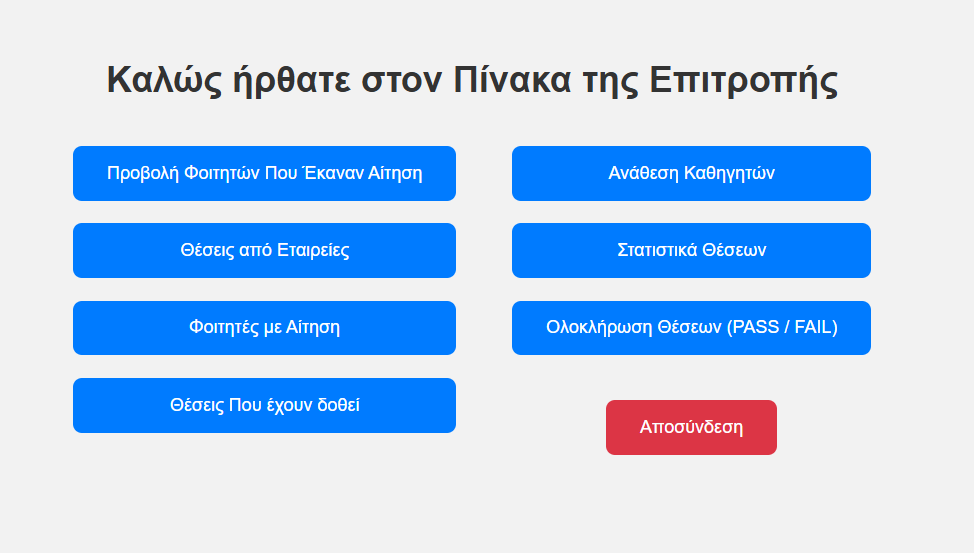 Καλώς ήρθατε στον Πίνακα της Επιτροπής
Προβολή Φοιτητών Που Έκαναν Αίτηση
Ανάθεση Καθηγητών
Θέσεις από Εταιρείες
Στατιστικά Θέσεων
Φοιτητές με Αίτηση
Ολοκλήρωση Θέσεων (PASS / FAIL)
Θέσεις Που έχουν δοθεί
Αποσύνδεση